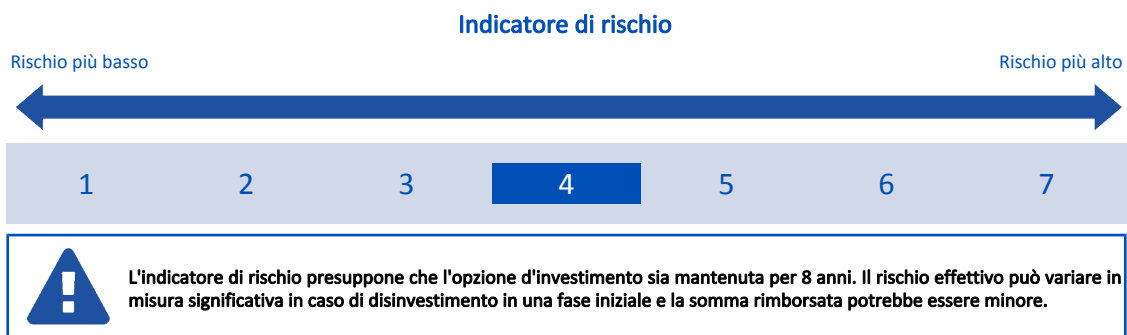 Indicatore di rischio
Rischio più basso
Rischio più alto
1 2 3 4 5 6 7
L'indicatore di rischio presuppone che l'opzione d'investimento sia mantenuta per 8 anni. Il rischio effettivo può variare in
misura significativa in caso di disinvestimento in una fase iniziale e la somma rimborsata potrebbe essere minore.